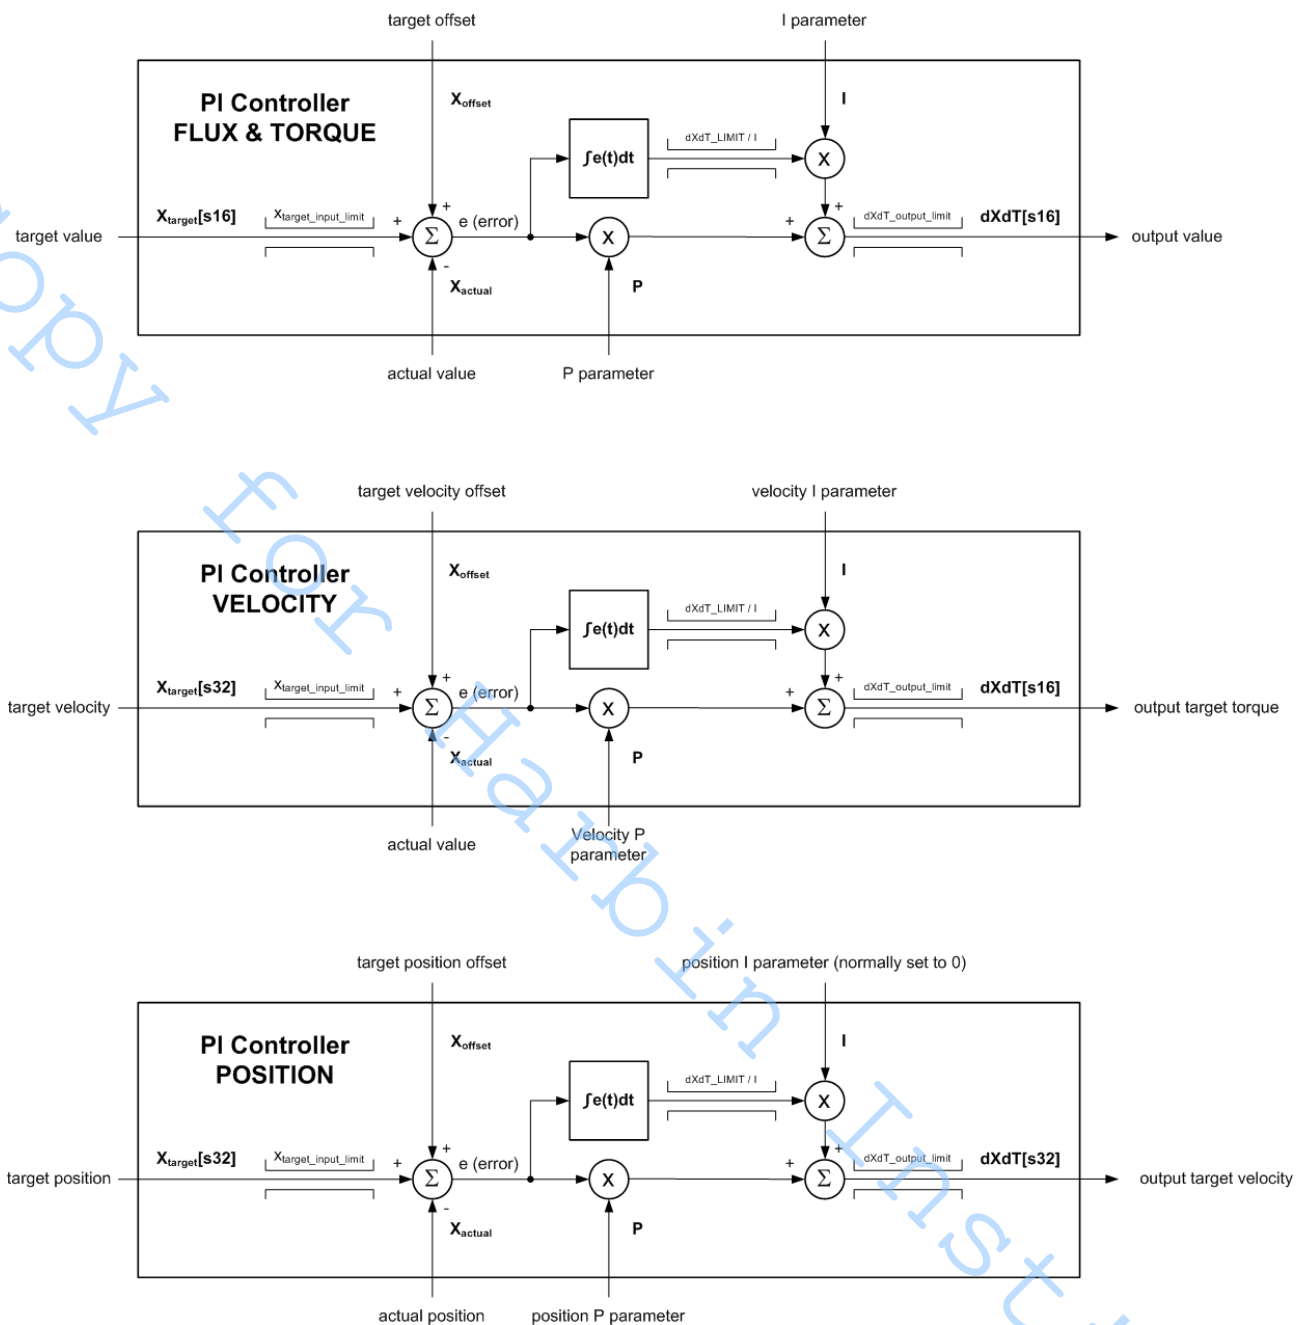 target offset
I parameter
PI Controller
FLUX & TORQUE
Xoffset
I
∫e(t)dt
dXdT_LIMIT / I
X
Xtarget[s16]
Xtarget_input_limit
+
+
Σ
e (error)
X
+
+
Σ
dXdT_output_limit
dXdT[s16]
target value
output value
-
Xactual
P
actual value
P parameter
target velocity offset
velocity I parameter
PI Controller
VELOCITY
Xoffset
I
∫e(t)dt
dXdT_LIMIT / I
X
Xtarget[s32]
Xtarget_input_limit
+
+
Σ
e (error)
X
+
+
Σ
dXdT_output_limit
dXdT[s16]
target velocity
output target torque
-
Xactual
P
actual value
Velocity P
parameter
target position offset
position I parameter (normally set to 0)
PI Controller
POSITION
Xoffset
I
∫e(t)dt
dXdT_LIMIT / I
X
Xtarget[s32]
Xtarget_input_limit
+
+
Σ
e (error)
X
+
+
Σ
dXdT_output_limit
dXdT[s32]
target position
output target velocity
-
Xactual
P
actual position
position P parameter
for Harbin